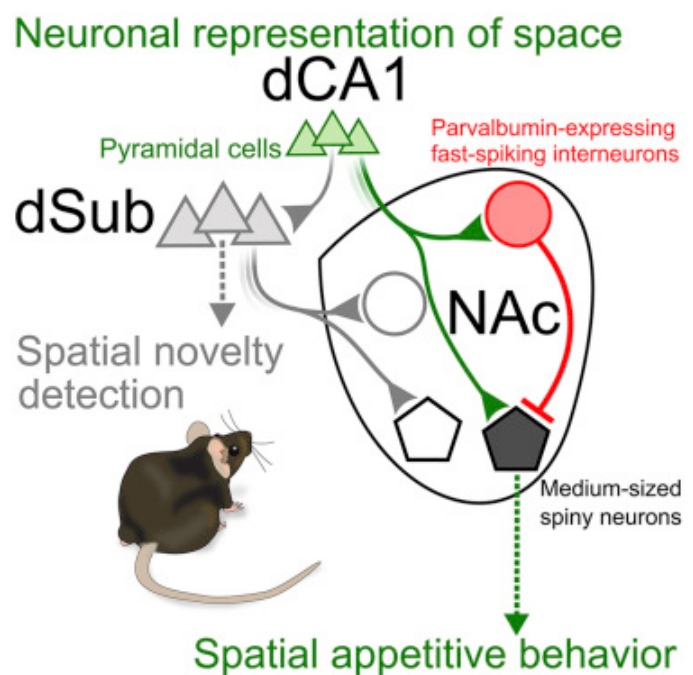 Neuronal representation of space
dCA1
Pyramidal cells
Parvalbumin-expressing
fast-spiking interneurons
dSub
NAc
Spatial novelty
detection
Medium-sized
spiny neurons
Spatial appetitive behavior